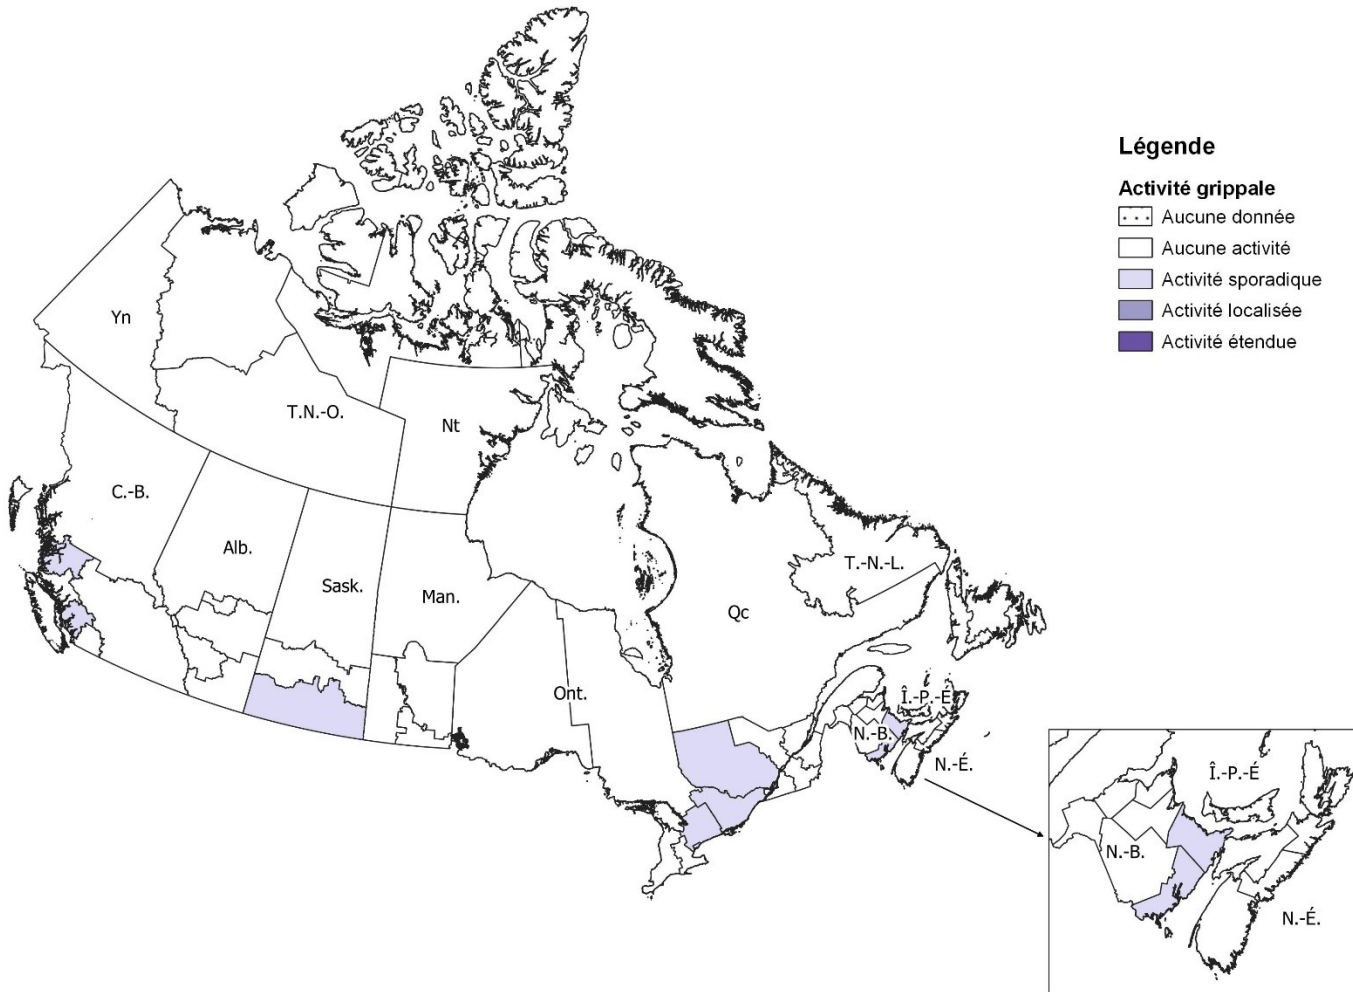 Légende
Activité grippale
Aucune donnée
Aucune activité
Activité sporadique
Activité localisée
Activité étendue
Yn
T.N.-O.
Nt
C.-B.
Alb.
Sask.
Man.
Ont.
Qc
T.-N.-L.
Î.-P.-É
N.-B.
N.-É.
Î.-P.-É
N.-B.
N.-É.